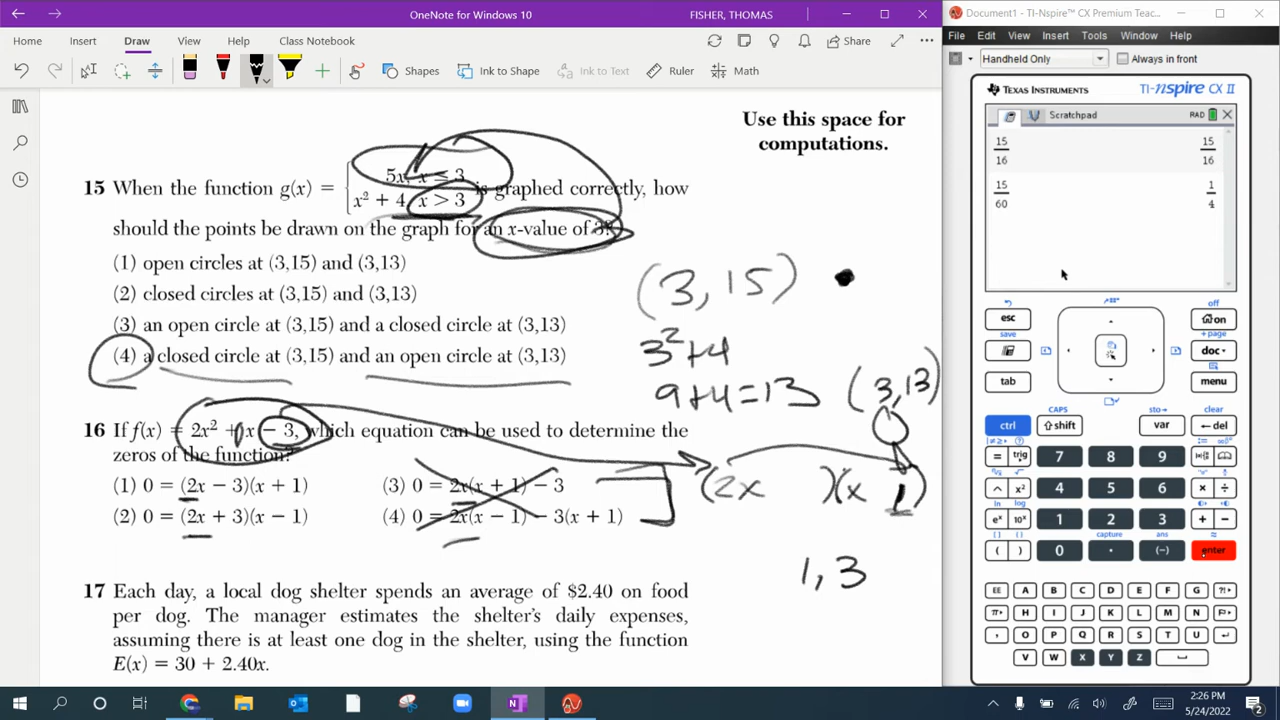 OneNote for Windows 10
FISHER, THOMAS
Home
Insert
Draw
View
Help
Class Notebook
Share
Shapes
Ink to Shape
Ink to Text
Ruler
Math
Use this space for
computations.
15 When the function g(x) = { 5x, x ≤ 3
x² + 4, x > 3 is graphed correctly, how
should the points be drawn on the graph for an x-value of 3?
(1) open circles at (3,15) and (3,13)
(2) closed circles at (3,15) and (3,13)
(3) an open circle at (3,15) and a closed circle at (3,13)
(4) a closed circle at (3,15) and an open circle at (3,13)
(3, 15)
3²+4
9+4=13 (3,13)
16 If f(x) = 2x² + x − 3, which equation can be used to determine the
zeros of the function?
(1) 0 = (2x − 3)(x + 1)
(2) 0 = (2x + 3)(x − 1)
(3) 0 = 2x(x + 1) − 3
(4) 0 = 2x(x − 1) − 3(x + 1)
(2x )(x 1)
1, 3
17 Each day, a local dog shelter spends an average of $2.40 on food
per dog. The manager estimates the shelter's daily expenses,
assuming there is at least one dog in the shelter, using the function
E(x) = 30 + 2.40x.
Document1 - TI-Nspire™ CX Premium Teac...
File Edit View Insert Tools Window Help
Handheld Only
Always in front
TEXAS INSTRUMENTS
TI-nspire CX II
Scratchpad
RAD
15/16 15/16
15/60 1/4
esc
off
on
save
+page
doc
tab
menu
ctrl
CAPS
shift
sto→
var
clear
del
= trig 7 8 9
^ x² 4 5 6 × ÷
eˣ 10ˣ 1 2 3 + −
capture
ans
( ) 0 . (−) enter
EE A B C D E F G ?!
π H I J K L M N
, O P Q R S T U
V W X Y Z
2:26 PM
5/24/2022
2